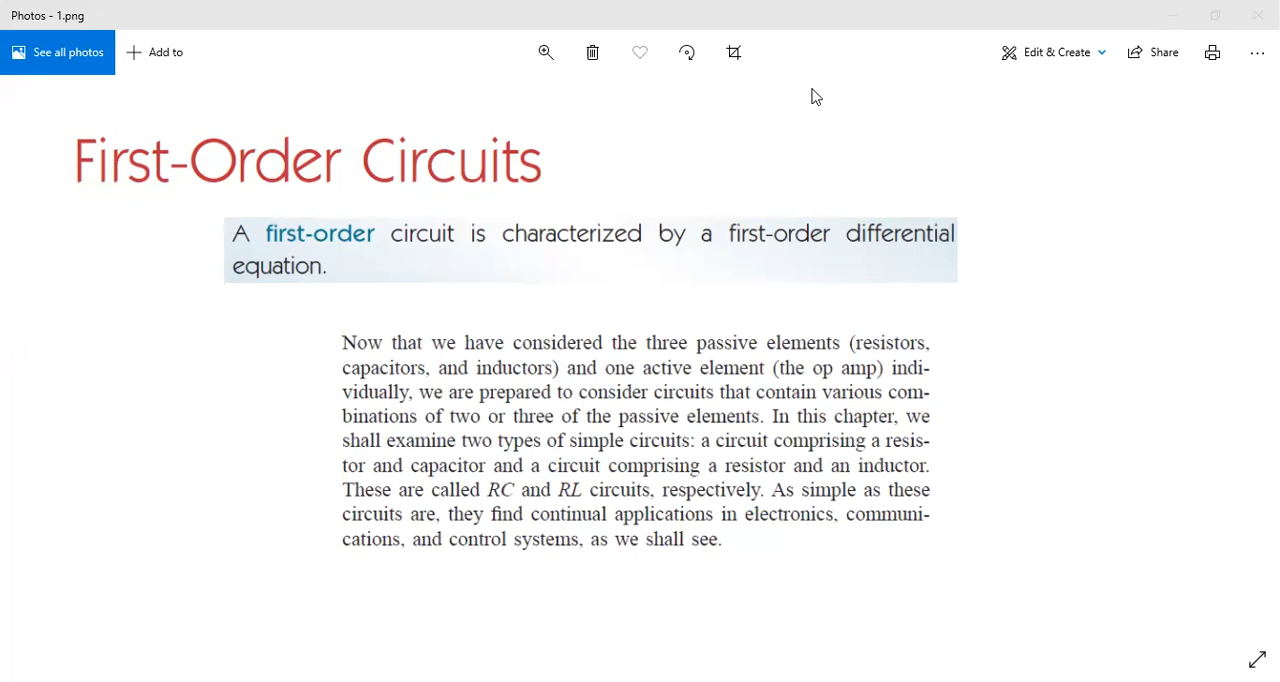 Photos - 1.png
See all photos
Add to
Edit & Create
Share
First-Order Circuits
A first-order circuit is characterized by a first-order differential
equation.
Now that we have considered the three passive elements (resistors,
capacitors, and inductors) and one active element (the op amp) indi-
vidually, we are prepared to consider circuits that contain various com-
binations of two or three of the passive elements. In this chapter, we
shall examine two types of simple circuits: a circuit comprising a resis-
tor and capacitor and a circuit comprising a resistor and an inductor.
These are called RC and RL circuits, respectively. As simple as these
circuits are, they find continual applications in electronics, communi-
cations, and control systems, as we shall see.